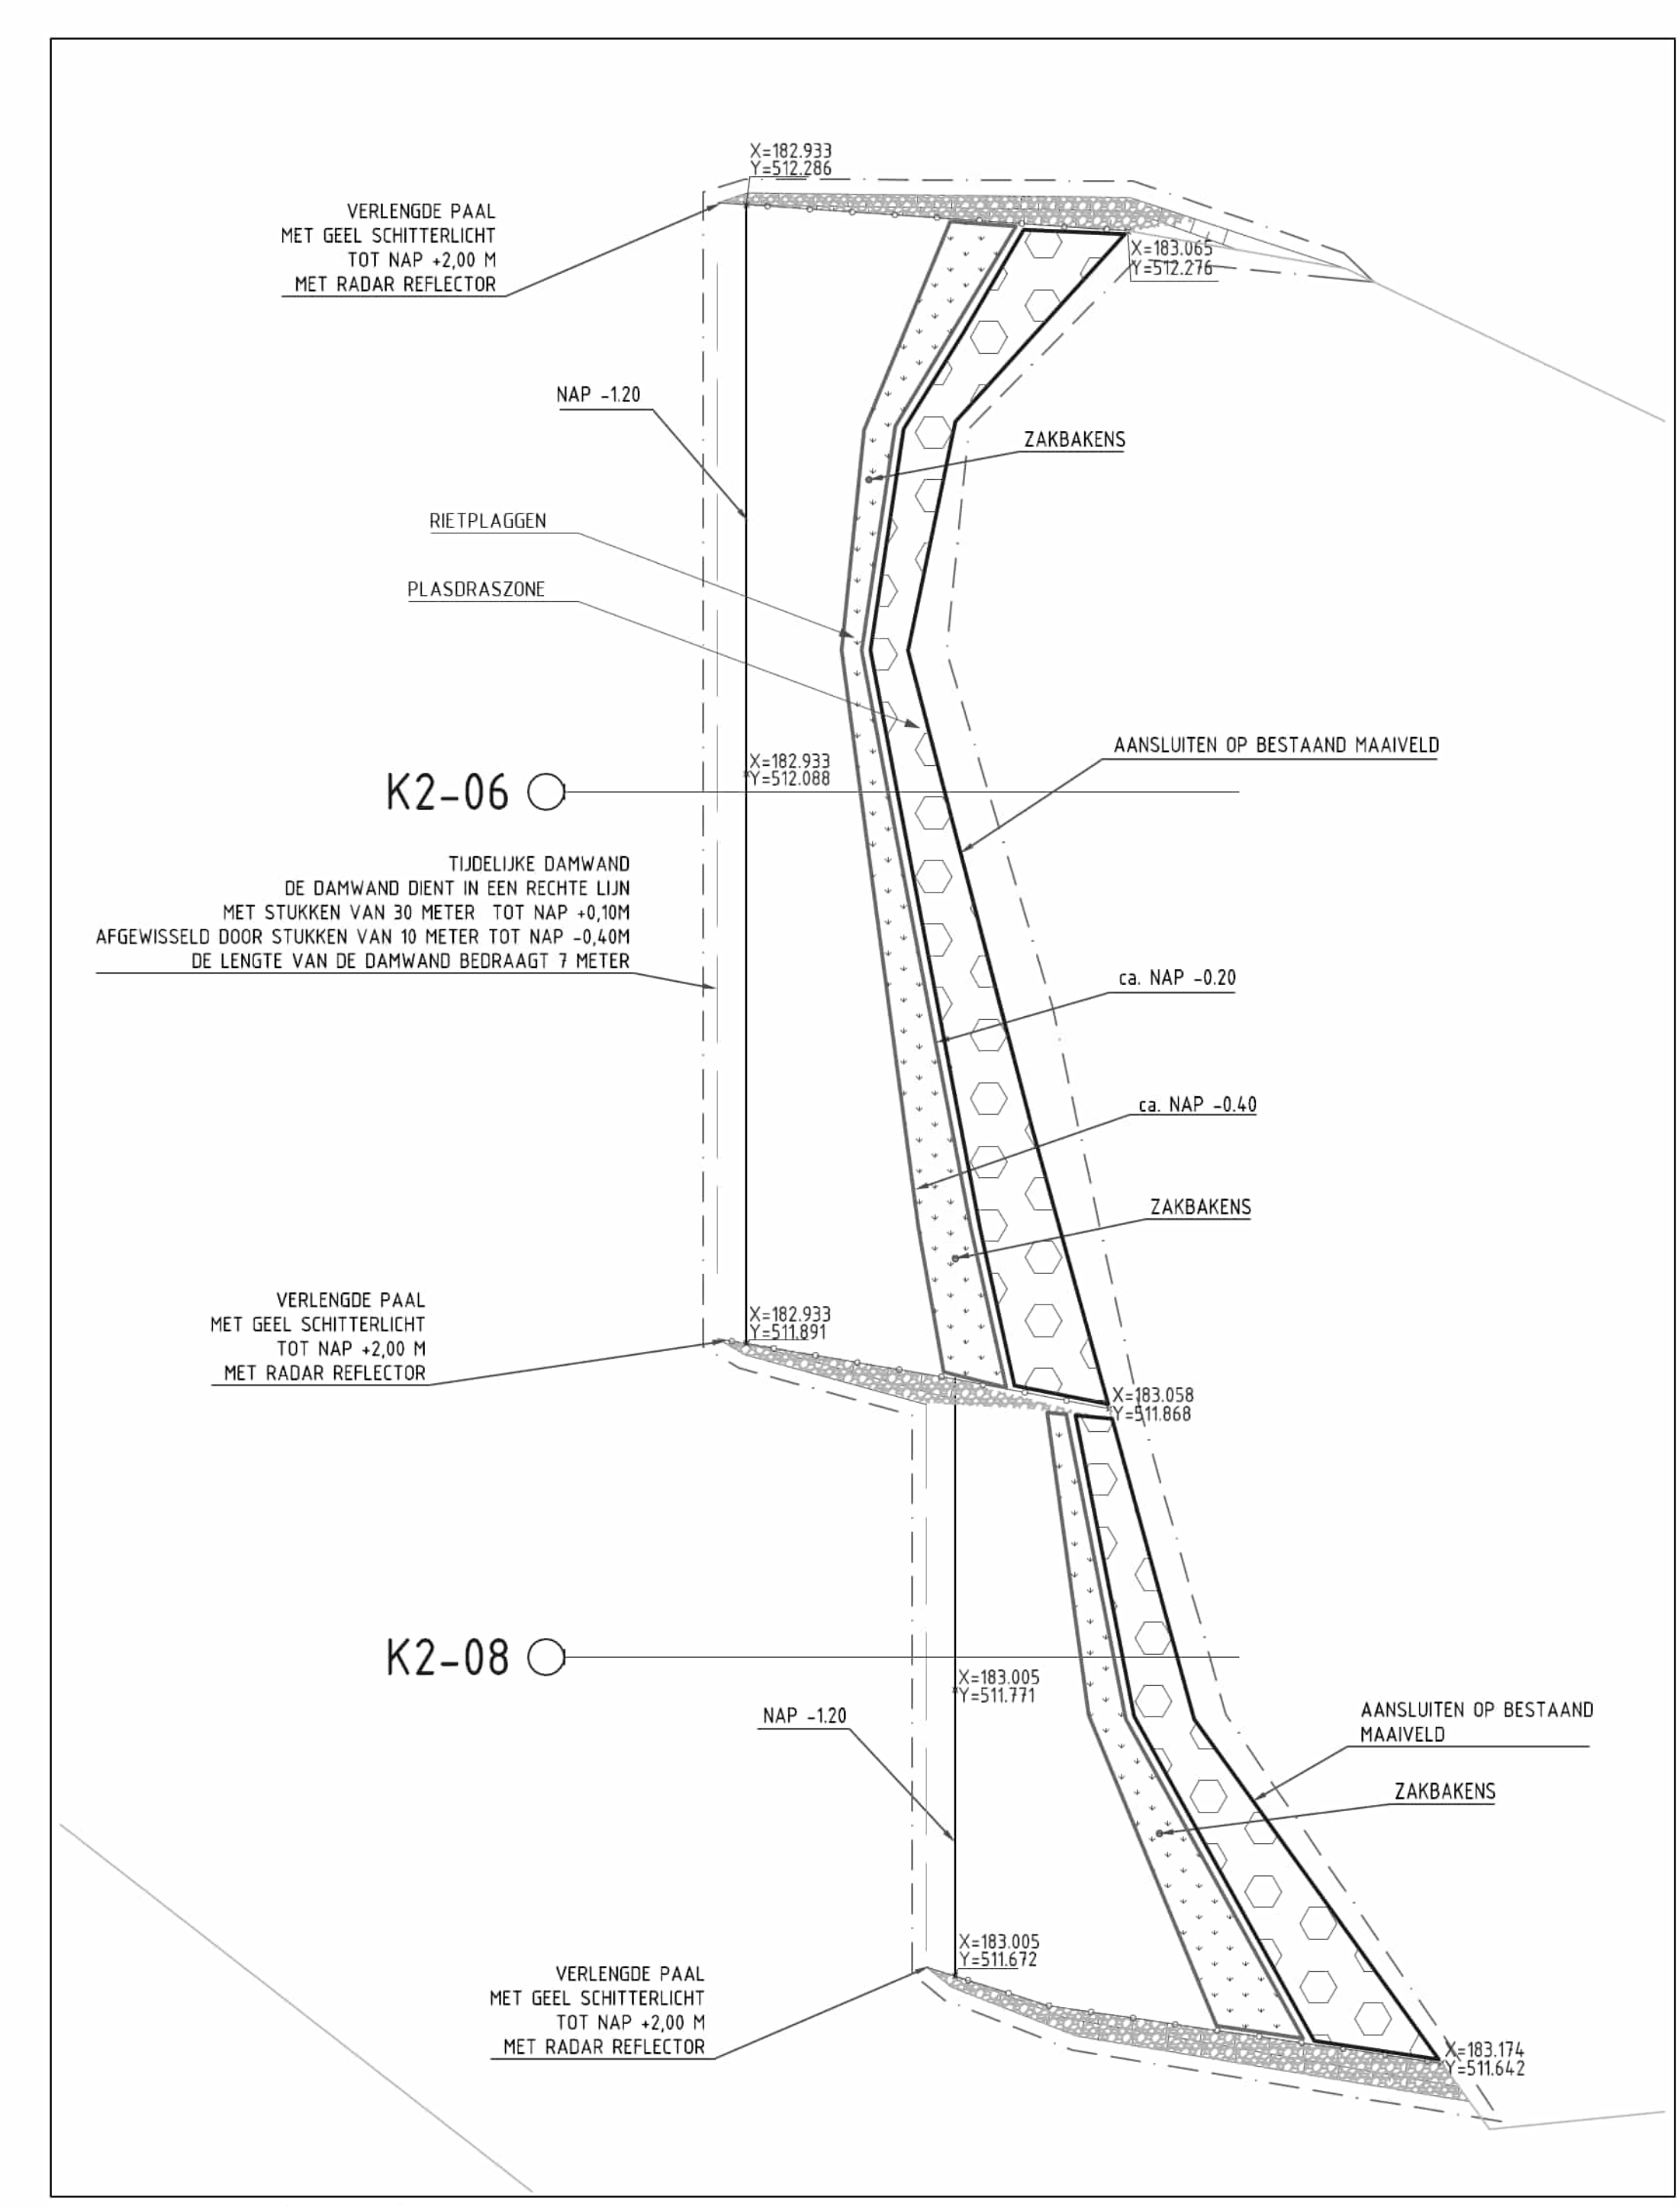 X=182.933
Y=512.286
VERLENGDE PAAL
MET GEEL SCHITTERLICHT
TOT NAP +2,00 M
MET RADAR REFLECTOR
X=183.065
Y=512.276
NAP -1.20
ZAKBAKENS
RIETPLAGGEN
PLASDRASZONE
AANSLUITEN OP BESTAAND MAAIVELD
X=182.933
Y=512.088
K2-06
TIJDELIJKE DAMWAND
DE DAMWAND DIENT IN EEN RECHTE LIJN
MET STUKKEN VAN 30 METER TOT NAP +0,10M
AFGEWISSELD DOOR STUKKEN VAN 10 METER TOT NAP -0,40M
DE LENGTE VAN DE DAMWAND BEDRAAGT 7 METER
ca. NAP -0.20
ca. NAP -0.40
ZAKBAKENS
VERLENGDE PAAL
MET GEEL SCHITTERLICHT
TOT NAP +2,00 M
MET RADAR REFLECTOR
X=182.933
Y=511.891
X=183.058
Y=511.868
K2-08
X=183.005
Y=511.771
NAP -1.20
AANSLUITEN OP BESTAAND
MAAIVELD
ZAKBAKENS
X=183.005
Y=511.672
VERLENGDE PAAL
MET GEEL SCHITTERLICHT
TOT NAP +2,00 M
MET RADAR REFLECTOR
X=183.174
Y=511.642